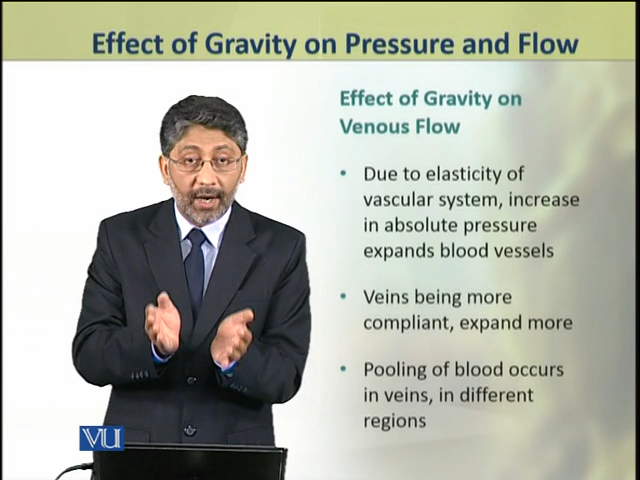 Effect of Gravity on Pressure and Flow
Effect of Gravity on
Venous Flow
• Due to elasticity of
vascular system, increase
in absolute pressure
expands blood vessels
• Veins being more
compliant, expand more
• Pooling of blood occurs
in veins, in different
regions
VU